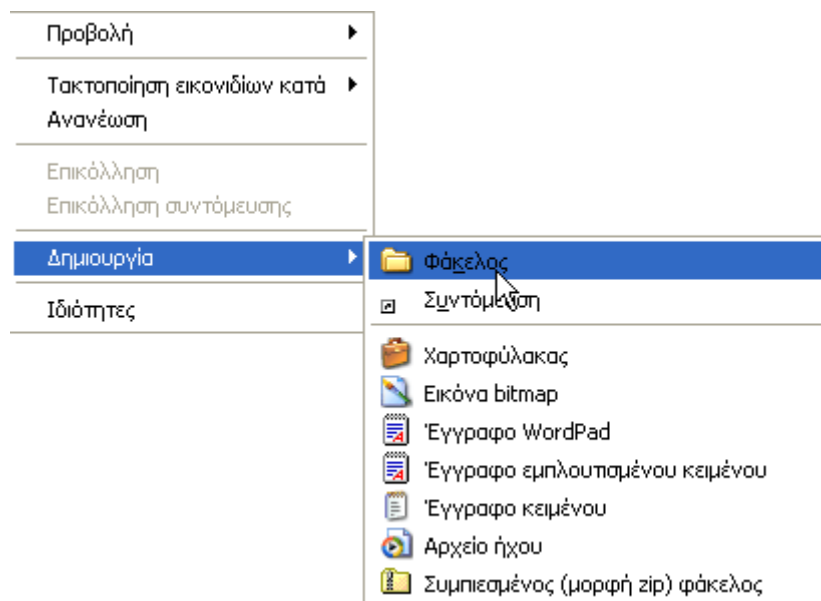 Προβολή
Τακτοποίηση εικονιδίων κατά
Ανανέωση
Επικόλληση
Επικόλληση συντόμευσης
Δημιουργία
Ιδιότητες
Φάκελος
Συντόμευση
Χαρτοφύλακας
Εικόνα bitmap
Έγγραφο WordPad
Έγγραφο εμπλουτισμένου κειμένου
Έγγραφο κειμένου
Αρχείο ήχου
Συμπιεσμένος (μορφή zip) φάκελος